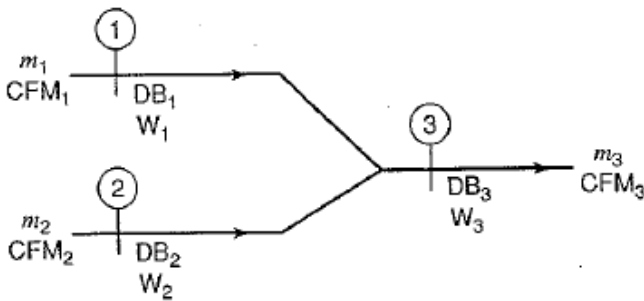 1
m₁
CFM₁
DB₁
W₁
3
m₃
CFM₃
DB₃
W₃
2
m₂
CFM₂
DB₂
W₂